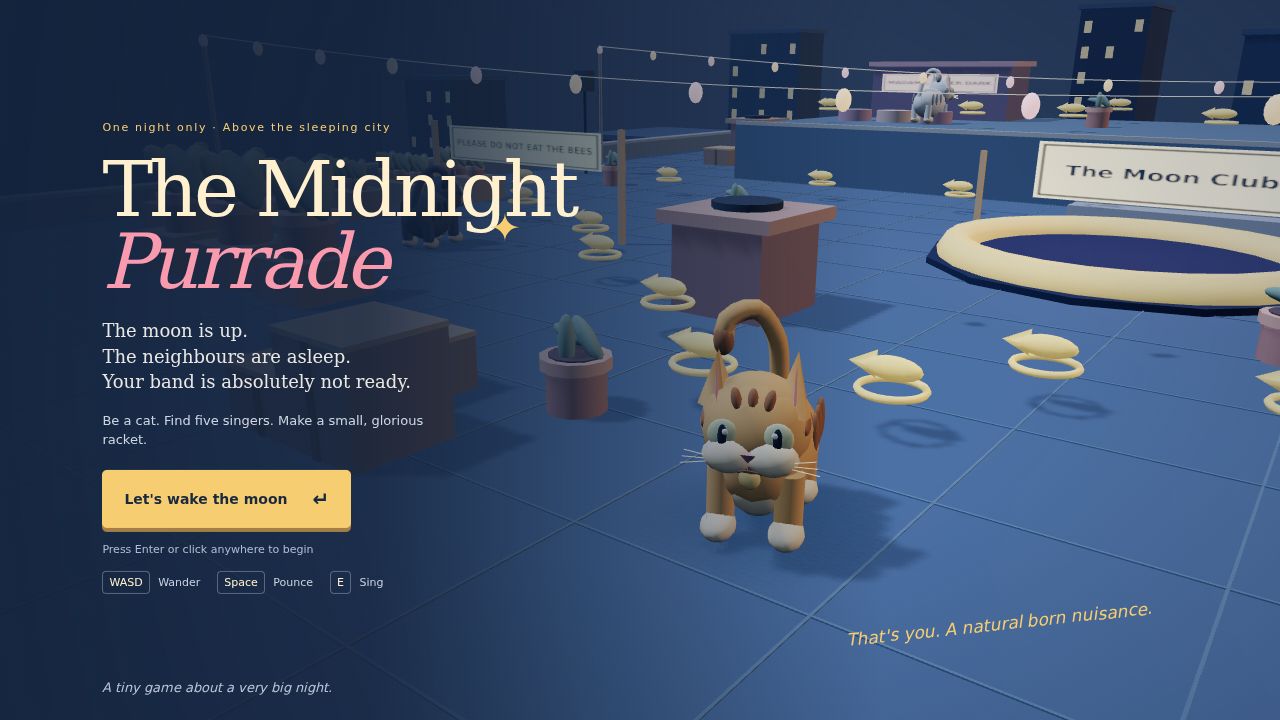 One night only · Above the sleeping city
The Midnight
Purrade
The moon is up.
The neighbours are asleep.
Your band is absolutely not ready.
Be a cat. Find five singers. Make a small, glorious
racket.
Let's wake the moon ↵
Press Enter or click anywhere to begin
WASD Wander Space Pounce E Sing
A tiny game about a very big night.
PLEASE DO NOT EAT THE BEES
The Moon Club
That's you. A natural born nuisance.